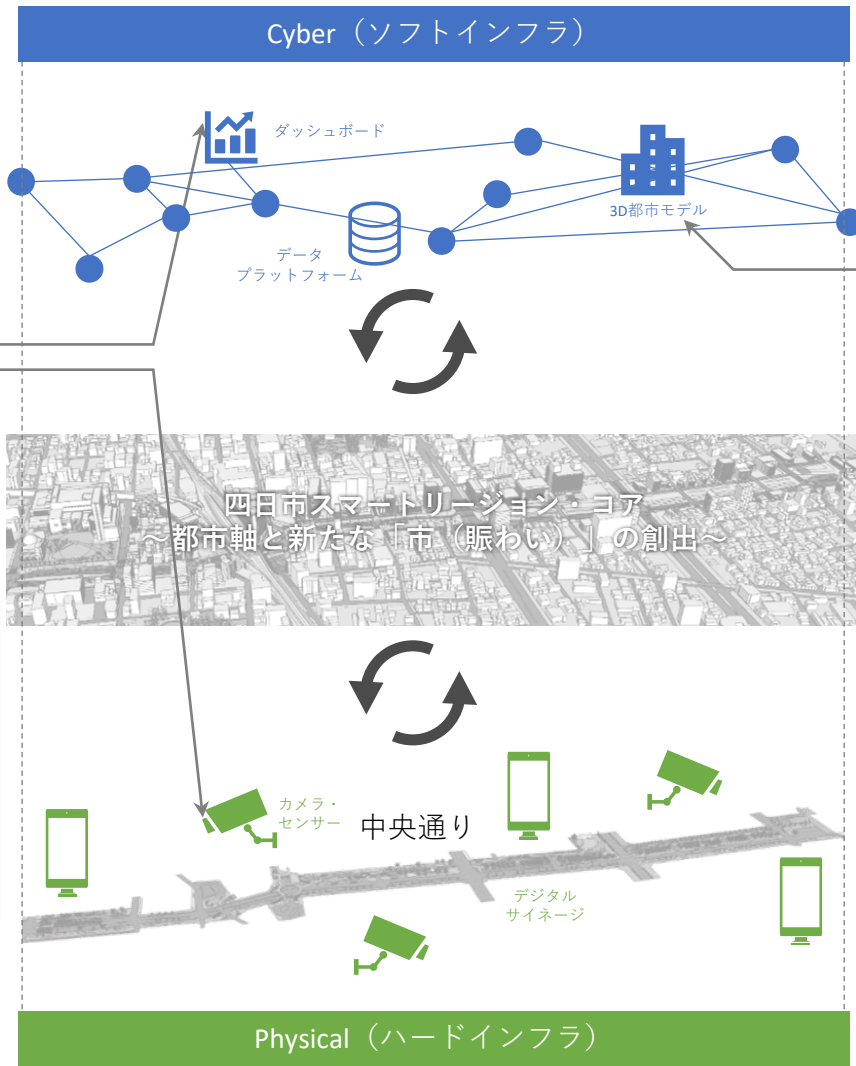 Cyber（ソフトインフラ）
ダッシュボード
3D都市モデル
データ
プラットフォーム
四日市スマートリージョン・コア
～都市軸と新たな「市（賑わい）」の創出～
カメラ・
センサー
中央通り
デジタル
サイネージ
Physical（ハードインフラ）